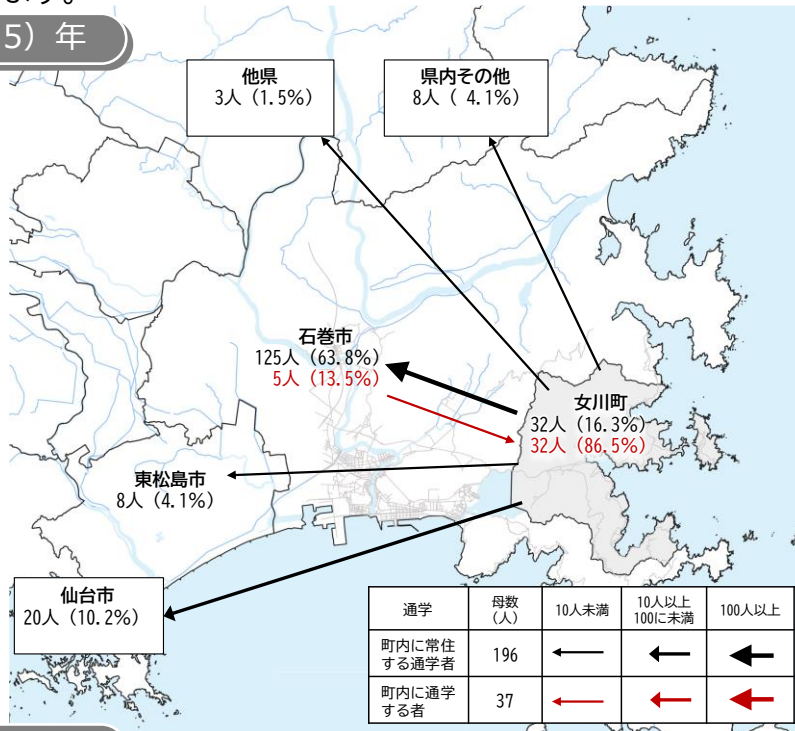 ます。
5）年
他県
3人（1.5%）
県内その他
8人（ 4.1%）
石巻市
125人（63.8%）
5人（13.5%）
女川町
32人（16.3%）
32人（86.5%）
東松島市
8人（4.1%）
仙台市
20人（10.2%）
通学 母数（人） 10人未満 10人以上100に未満 100人以上
町内に常住する通学者 196
町内に通学する者 37